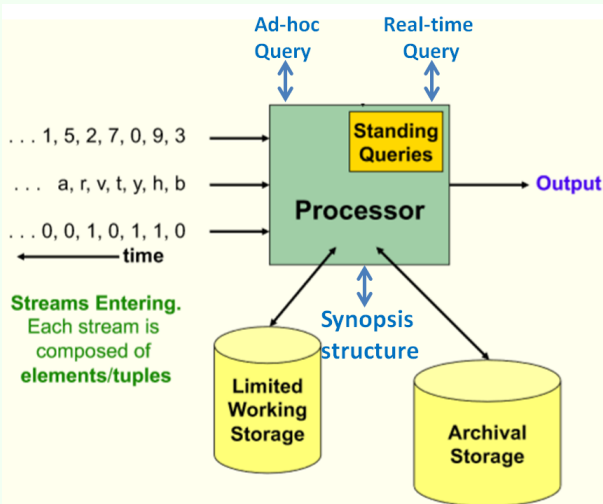 Ad-hoc
Query
Real-time
Query
. . . 1, 5, 2, 7, 0, 9, 3
. . . a, r, v, t, y, h, b
. . . 0, 0, 1, 0, 1, 1, 0
time
Standing
Queries
Processor
Output
Streams Entering.
Each stream is
composed of
elements/tuples
Synopsis
structure
Limited
Working
Storage
Archival
Storage